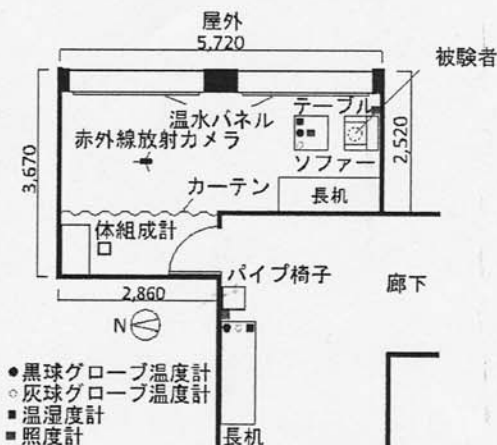 屋外
5,720
被験者
温水パネル
テーブル
赤外線放射カメラ
ソファー
2,520
3,670
カーテン
長机
体組成計
パイプ椅子
廊下
2,860
N
●黒球グローブ温度計
○灰球グローブ温度計
■温湿度計
■照度計
長机